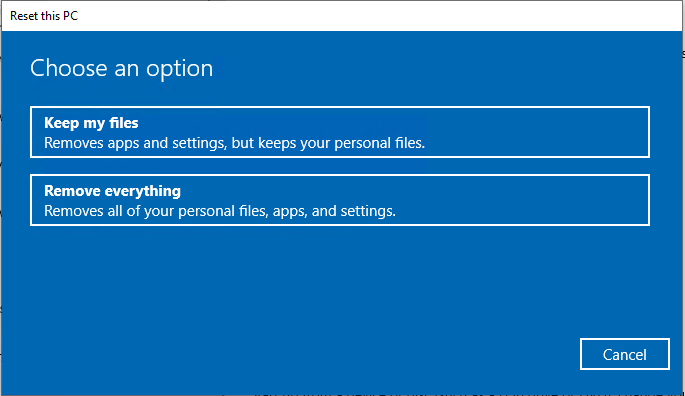 Reset this PC
Choose an option
Keep my files
Removes apps and settings, but keeps your personal files.
Remove everything
Removes all of your personal files, apps, and settings.
Cancel